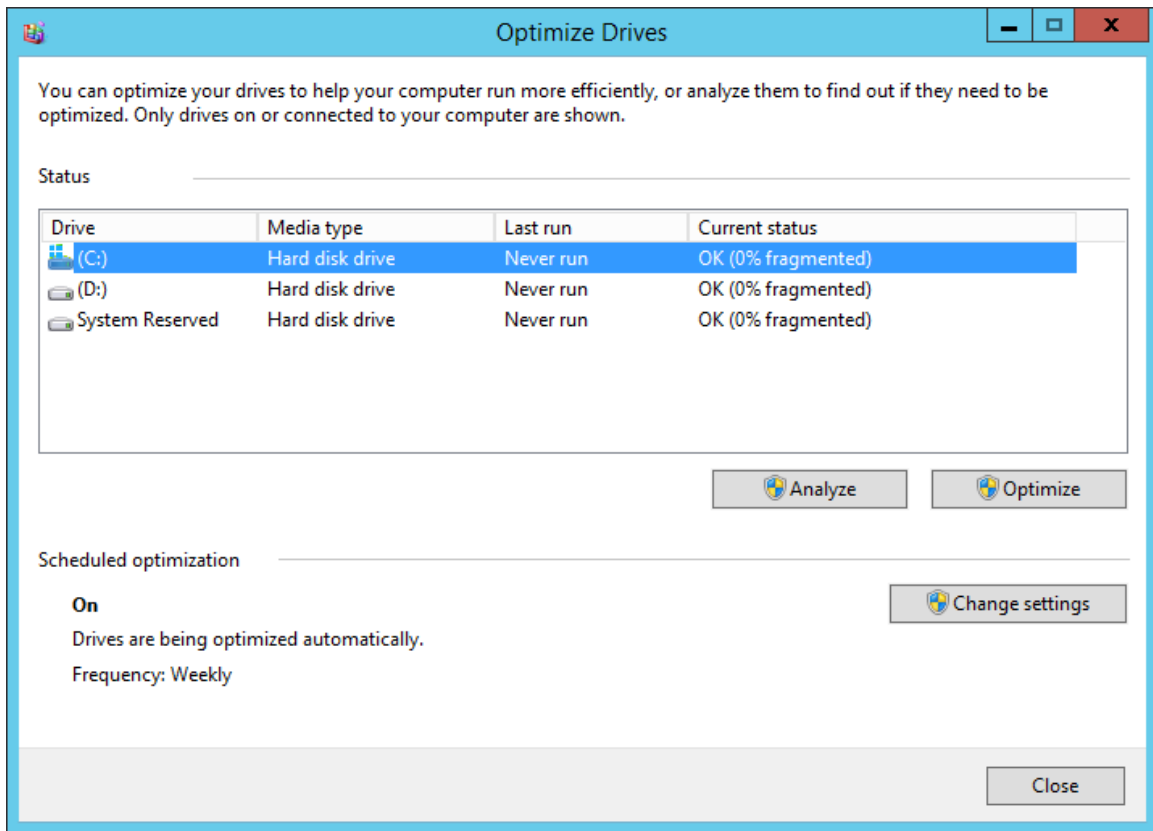 Optimize Drives
You can optimize your drives to help your computer run more efficiently, or analyze them to find out if they need to be
optimized. Only drives on or connected to your computer are shown.
Status
Drive Media type Last run Current status
(C:) Hard disk drive Never run OK (0% fragmented)
(D:) Hard disk drive Never run OK (0% fragmented)
System Reserved Hard disk drive Never run OK (0% fragmented)
Analyze Optimize
Scheduled optimization
On Change settings
Drives are being optimized automatically.
Frequency: Weekly
Close